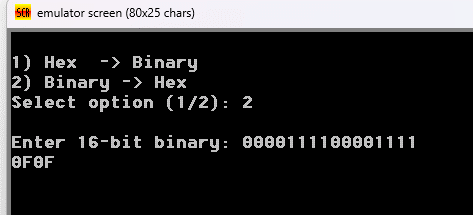 SCR emulator screen (80x25 chars)
1) Hex  -> Binary
2) Binary -> Hex
Select option (1/2): 2
Enter 16-bit binary: 0000111100001111
0F0F